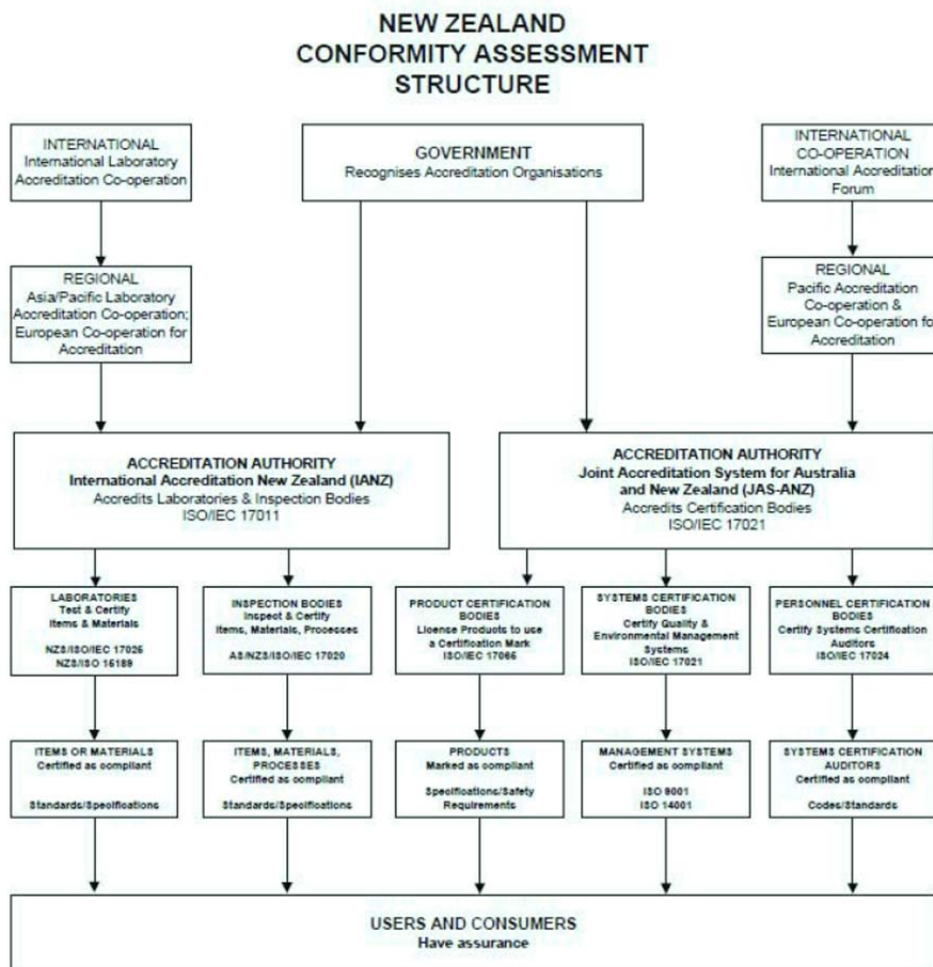 NEW ZEALAND
CONFORMITY ASSESSMENT
STRUCTURE
INTERNATIONAL
International Laboratory
Accreditation Co-operation
GOVERNMENT
Recognises Accreditation Organisations
INTERNATIONAL
CO-OPERATION
International Accreditation
Forum
REGIONAL
Asia/Pacific Laboratory
Accreditation Co-operation;
European Co-operation for
Accreditation
REGIONAL
Pacific Accreditation
Co-operation &
European Co-operation for
Accreditation
ACCREDITATION AUTHORITY
International Accreditation New Zealand (IANZ)
Accredits Laboratories & Inspection Bodies
ISO/IEC 17011
ACCREDITATION AUTHORITY
Joint Accreditation System for Australia
and New Zealand (JAS-ANZ)
Accredits Certification Bodies
ISO/IEC 17021
LABORATORIES
Test & Certify
Items & Materials
NZS/ISO/IEC 17025
NZS/ISO 15189
INSPECTION BODIES
Inspect & Certify
Items, Materials, Processes
AS/NZS/ISO/IEC 17020
PRODUCT CERTIFICATION
BODIES
License Products to use
a Certification Mark
ISO/IEC 17065
SYSTEMS CERTIFICATION
BODIES
Certify Quality &
Environmental Management
Systems
ISO/IEC 17021
PERSONNEL CERTIFICATION
BODIES
Certify Systems Certification
Auditors
ISO/IEC 17024
ITEMS OR MATERIALS
Certified as compliant
Standards/Specifications
ITEMS, MATERIALS,
PROCESSES
Certified as compliant
Standards/Specifications
PRODUCTS
Marked as compliant
Specifications/Safety
Requirements
MANAGEMENT SYSTEMS
Certified as compliant
ISO 9001
ISO 14001
SYSTEMS CERTIFICATION
AUDITORS
Certified as compliant
Codes/Standards
USERS AND CONSUMERS
Have assurance